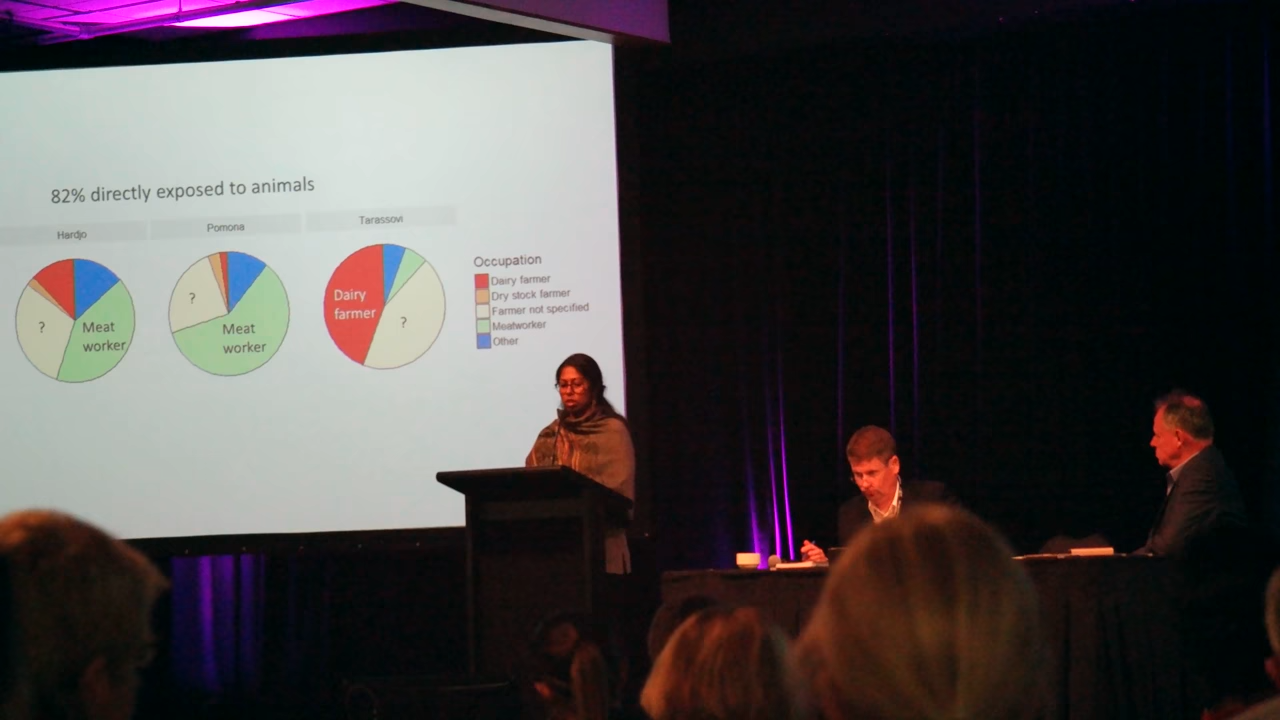 82% directly exposed to animals
Hardjo
Pomona
Tarassovi
?
Meat
worker
?
Meat
worker
Dairy
farmer
?
Occupation
Dairy farmer
Dry stock farmer
Farmer not specified
Meatworker
Other